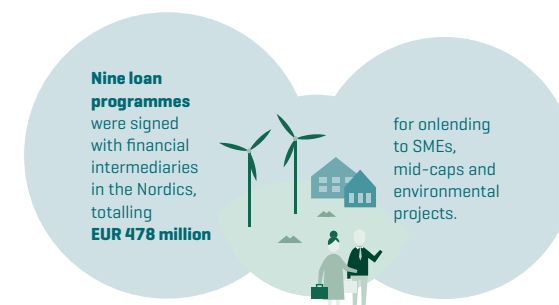 Nine loan
programmes
were signed
with financial
intermediaries
in the Nordics,
totalling
EUR 478 million
for onlending
to SMEs,
mid-caps and
environmental
projects.